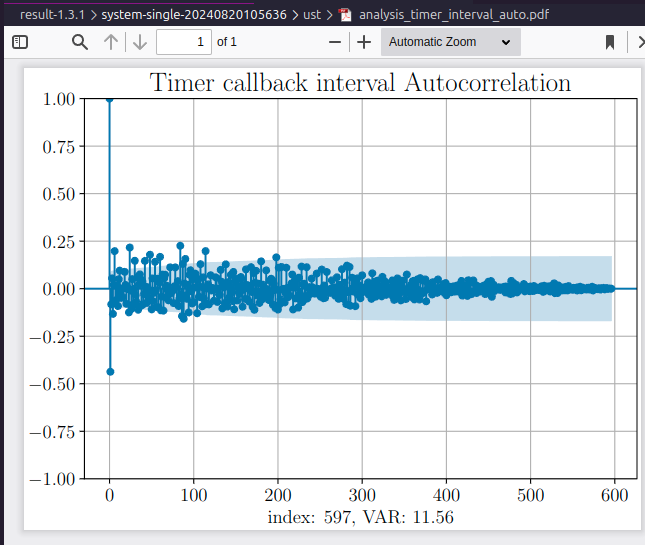 result-1.3.1 > system-single-20240820105636 > ust > analysis_timer_interval_auto.pdf
1 of 1
Automatic Zoom
Timer callback interval Autocorrelation
1.00
0.75
0.50
0.25
0.00
−0.25
−0.50
−0.75
−1.00
0 100 200 300 400 500 600
index: 597, VAR: 11.56